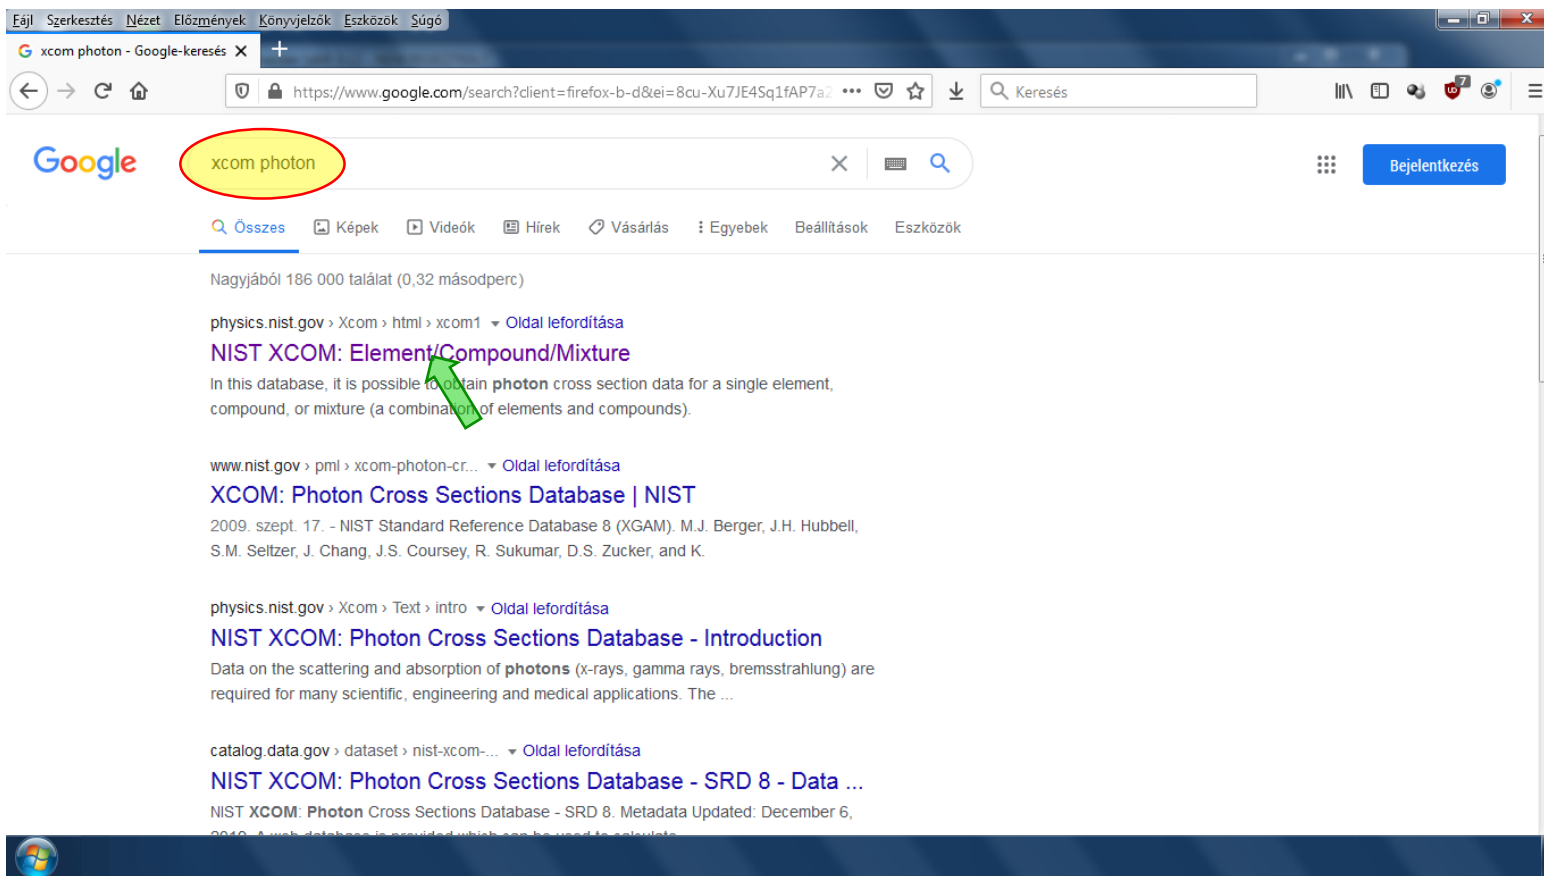 Fájl Szerkesztés Nézet Előzmények Könyvjelzők Eszközök Súgó
G xcom photon - Google-keresés
https://www.google.com/search?client=firefox-b-d&ei=8cu-Xu7JE4Sq1fAP7a2
Keresés
7
Google
xcom photon
Bejelentkezés
Összes Képek Videók Hírek Vásárlás Egyebek Beállítások Eszközök
Nagyjából 186 000 találat (0,32 másodperc)
physics.nist.gov › Xcom › html › xcom1 Oldal lefordítása
NIST XCOM: Element/Compound/Mixture
In this database, it is possible to obtain photon cross section data for a single element,
compound, or mixture (a combination of elements and compounds).
www.nist.gov › pml › xcom-photon-cr... Oldal lefordítása
XCOM: Photon Cross Sections Database | NIST
2009. szept. 17. - NIST Standard Reference Database 8 (XGAM). M.J. Berger, J.H. Hubbell,
S.M. Seltzer, J. Chang, J.S. Coursey, R. Sukumar, D.S. Zucker, and K.
physics.nist.gov › Xcom › Text › intro Oldal lefordítása
NIST XCOM: Photon Cross Sections Database - Introduction
Data on the scattering and absorption of photons (x-rays, gamma rays, bremsstrahlung) are
required for many scientific, engineering and medical applications. The ...
catalog.data.gov › dataset › nist-xcom-... Oldal lefordítása
NIST XCOM: Photon Cross Sections Database - SRD 8 - Data ...
NIST XCOM: Photon Cross Sections Database - SRD 8. Metadata Updated: December 6,